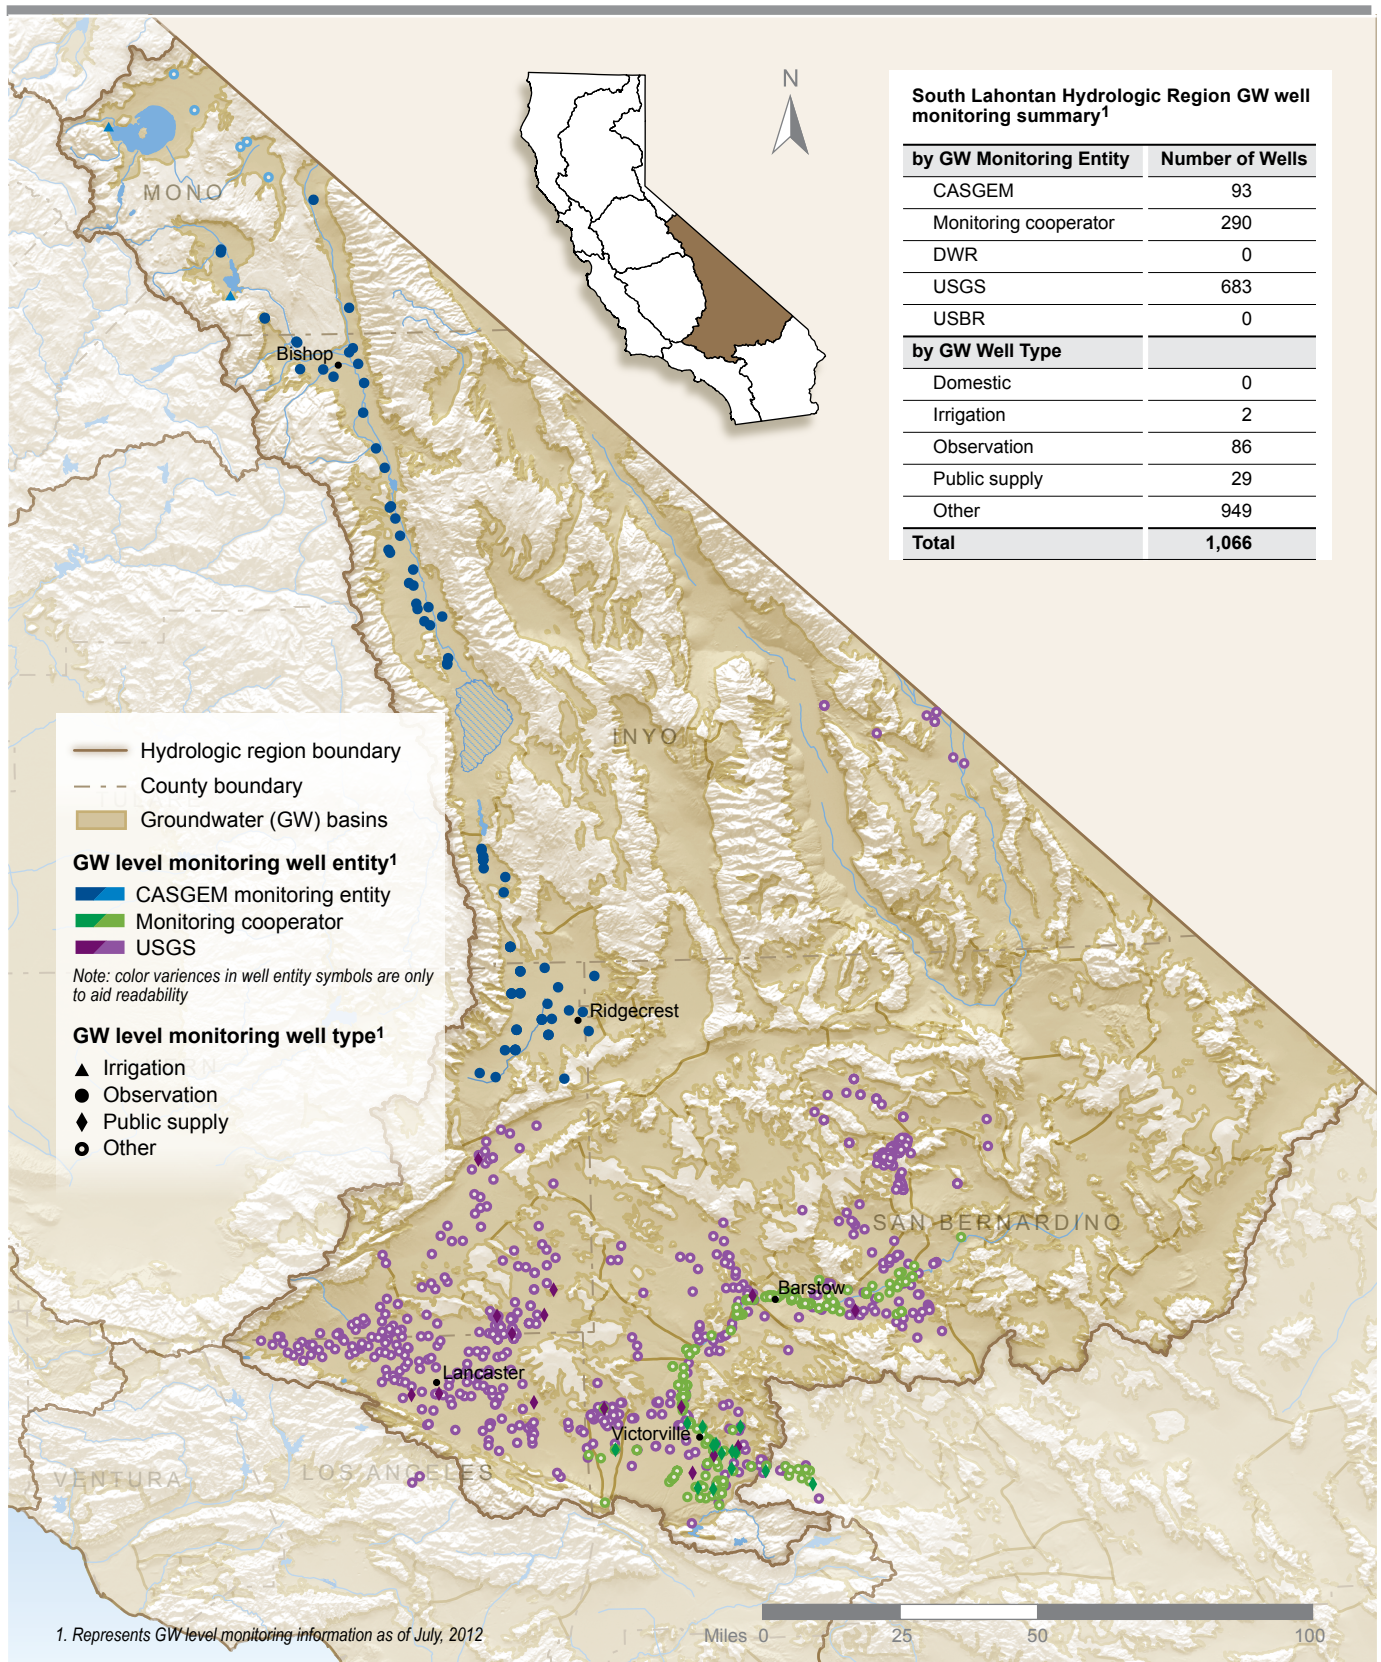 N
South Lahontan Hydrologic Region GW well
monitoring summary1
by GW Monitoring Entity Number of Wells
CASGEM 93
Monitoring cooperator 290
DWR 0
USGS 683
USBR 0
by GW Well Type
Domestic 0
Irrigation 2
Observation 86
Public supply 29
Other 949
Total 1,066
MONO
Bishop
INYO
Hydrologic region boundary
County boundary
Groundwater (GW) basins
GW level monitoring well entity1
CASGEM monitoring entity
Monitoring cooperator
USGS
Note: color variences in well entity symbols are only
to aid readability
GW level monitoring well type1
Irrigation
Observation
Public supply
Other
Ridgecrest
SAN BERNARDINO
Barstow
Lancaster
Victorville
VENTURA
LOS ANGELES
1. Represents GW level monitoring information as of July, 2012
Miles 0 25 50 100